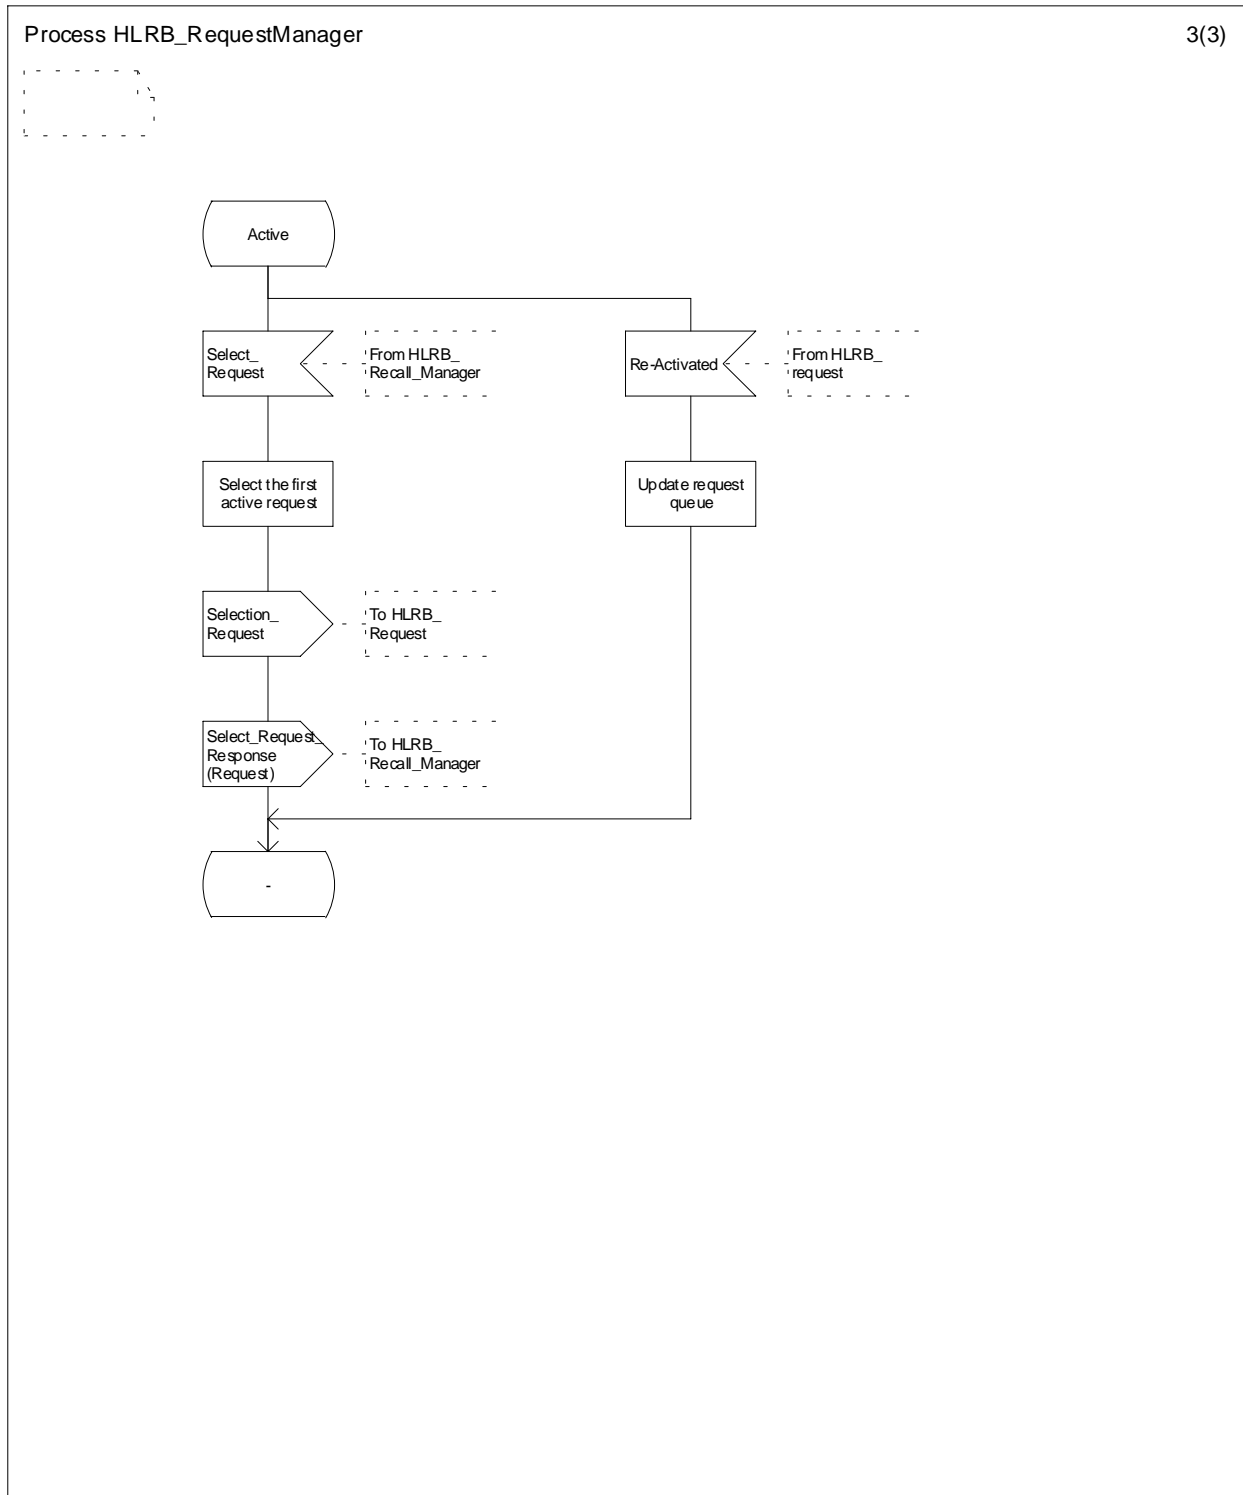 Process HLRB_RequestManager
3(3)
Active
Select_
Request
From HLRB_
Recall_Manager
Re-Activated
From HLRB_
request
Select the first
active request
Update request
queue
Selection_
Request
To HLRB_
Request
Select_Request_
Response
(Request)
To HLRB_
Recall_Manager
-